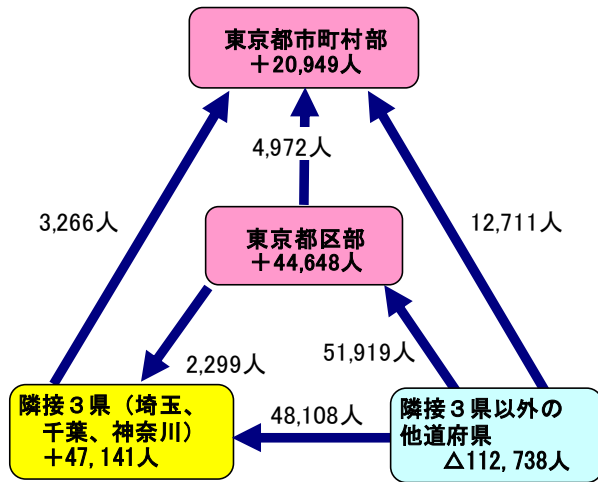 東京都市町村部
＋20,949人
4,972人
3,266人
12,711人
東京都区部
＋44,648人
2,299人
51,919人
隣接３県（埼玉、
千葉、神奈川）
＋47,141人
48,108人
隣接３県以外の
他道府県
△112,738人